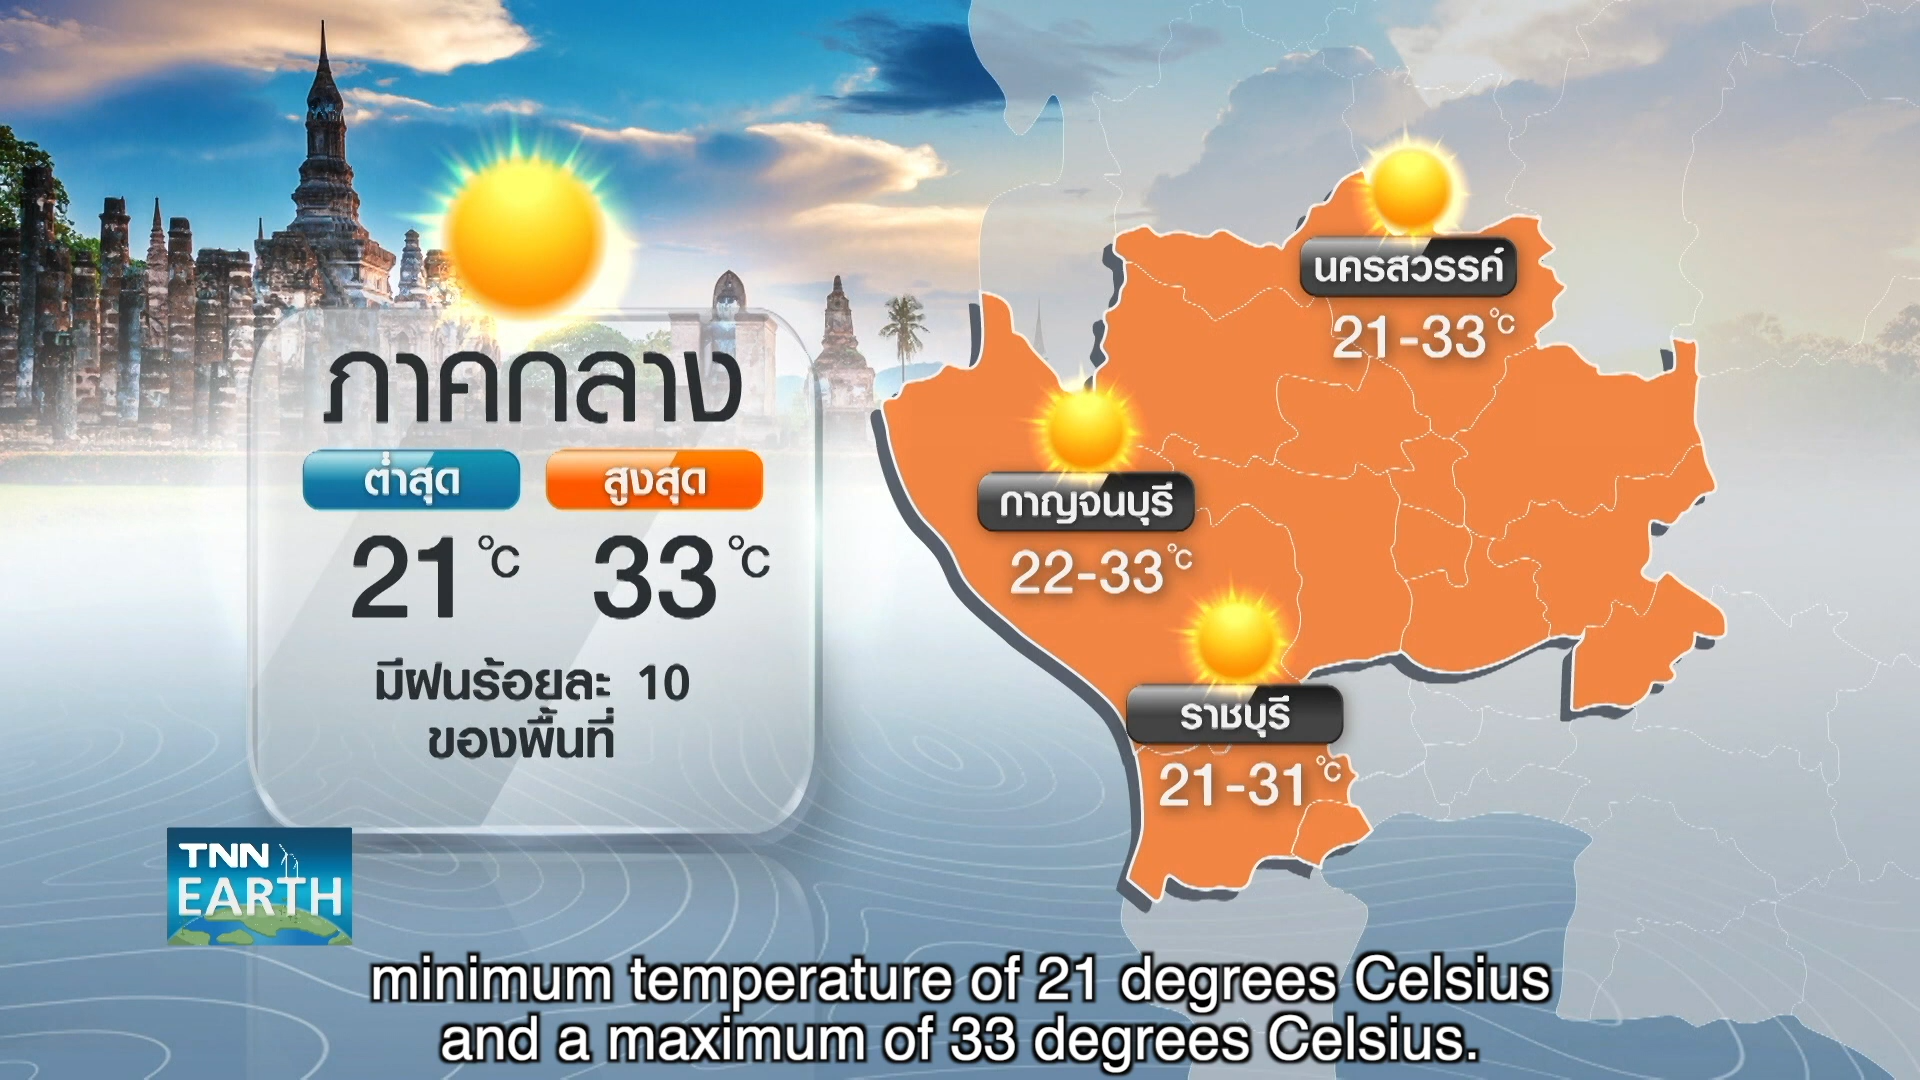 ภาคกลาง
ต่ำสุด สูงสุด
21 °C 33 °C
มีฝนร้อยละ 10
ของพื้นที่
นครสวรรค์
21-33 °C
กาญจนบุรี
22-33 °C
ราชบุรี
21-31 °C
TNN
EARTH
minimum temperature of 21 degrees Celsius
and a maximum of 33 degrees Celsius.